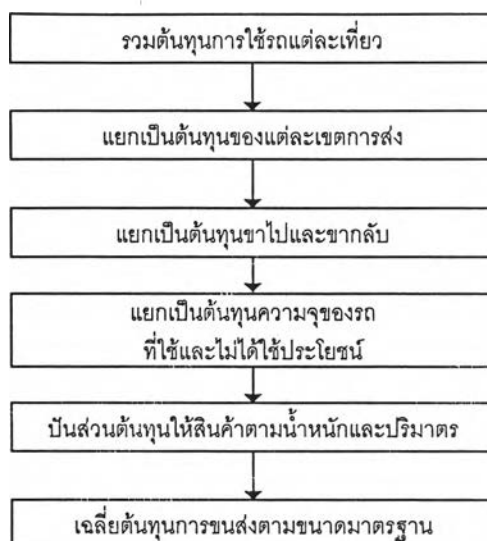 รวมต้นทุนการใช้รถแต่ละเที่ยว
แยกเป็นต้นทุนของแต่ละเขตการส่ง
แยกเป็นต้นทุนขาไปและขากลับ
แยกเป็นต้นทุนความจุของรถ
ที่ใช้และไม่ได้ใช้ประโยชน์
ปันส่วนต้นทุนให้สินค้าตามน้ำหนักและปริมาตร
เฉลี่ยต้นทุนการขนส่งตามขนาดมาตรฐาน